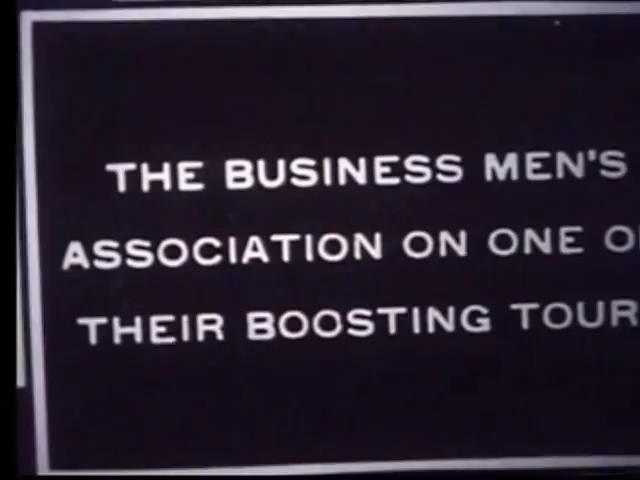 THE BUSINESS MEN'S
ASSOCIATION ON ONE O
THEIR BOOSTING TOUR